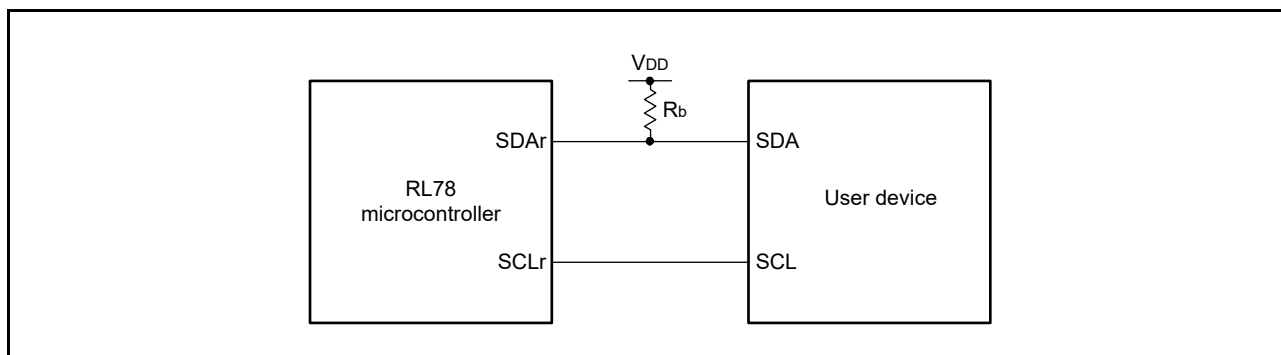 VDD
Rb
SDAr
SDA
RL78
microcontroller
User device
SCLr
SCL